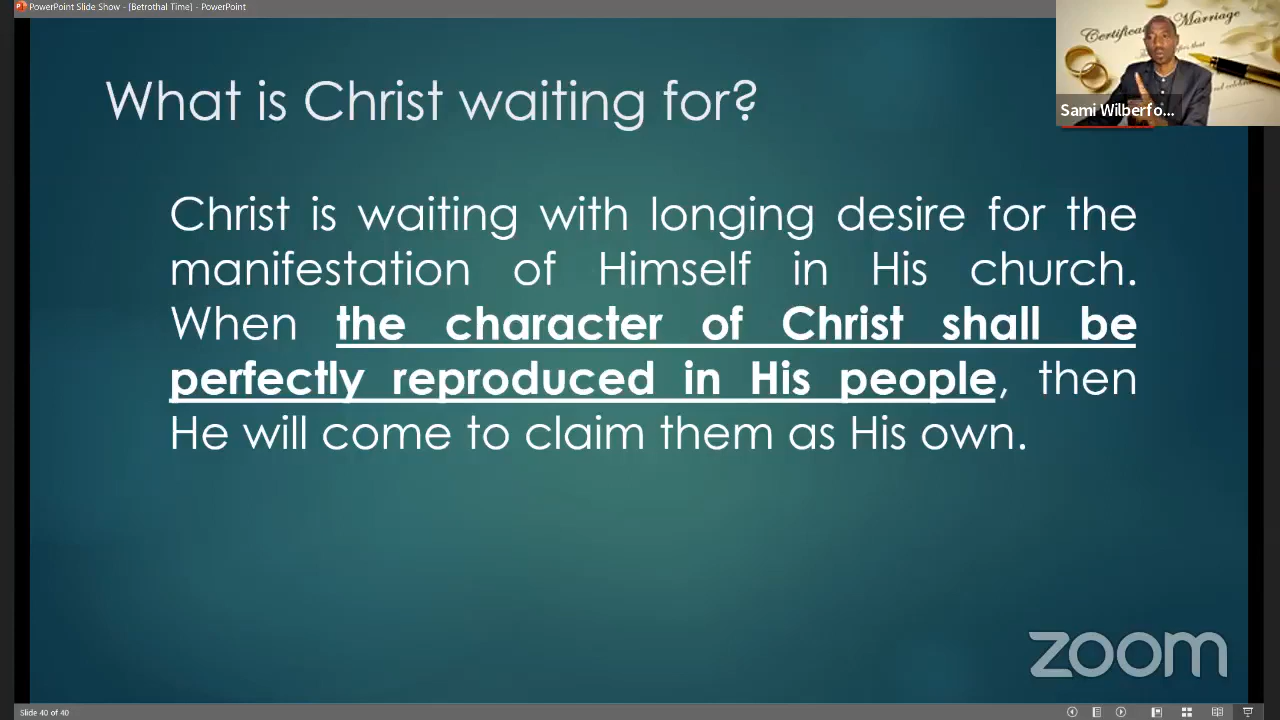 PowerPoint Slide Show - [Betrothal Time] - PowerPoint
Certificate Marriage
What is Christ waiting for?
Sami Wilberfo...
Christ is waiting with longing desire for the
manifestation of Himself in His church.
When the character of Christ shall be
perfectly reproduced in His people, then
He will come to claim them as His own.
zoom
Slide 40 of 40